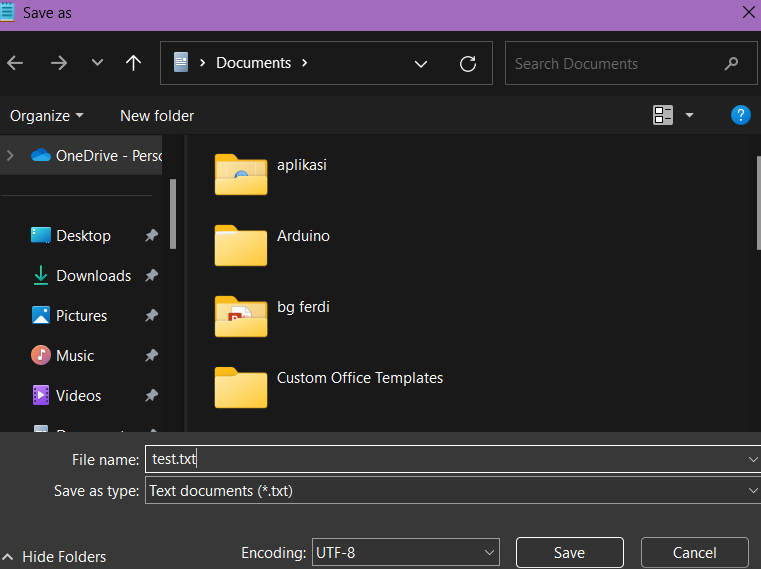 Save as
Documents
Search Documents
Organize
New folder
OneDrive - Perso
aplikasi
Desktop
Arduino
Downloads
Pictures
bg ferdi
Music
Custom Office Templates
Videos
File name: test.txt
Save as type: Text documents (*.txt)
Hide Folders
Encoding: UTF-8
Save
Cancel